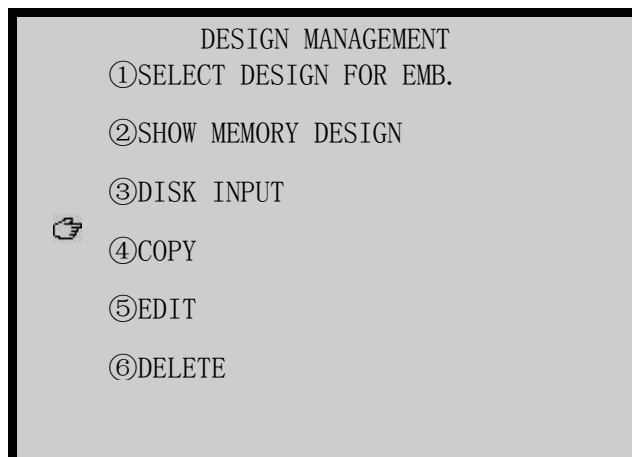 DESIGN MANAGEMENT
①SELECT DESIGN FOR EMB.
②SHOW MEMORY DESIGN
③DISK INPUT
④COPY
⑤EDIT
⑥DELETE